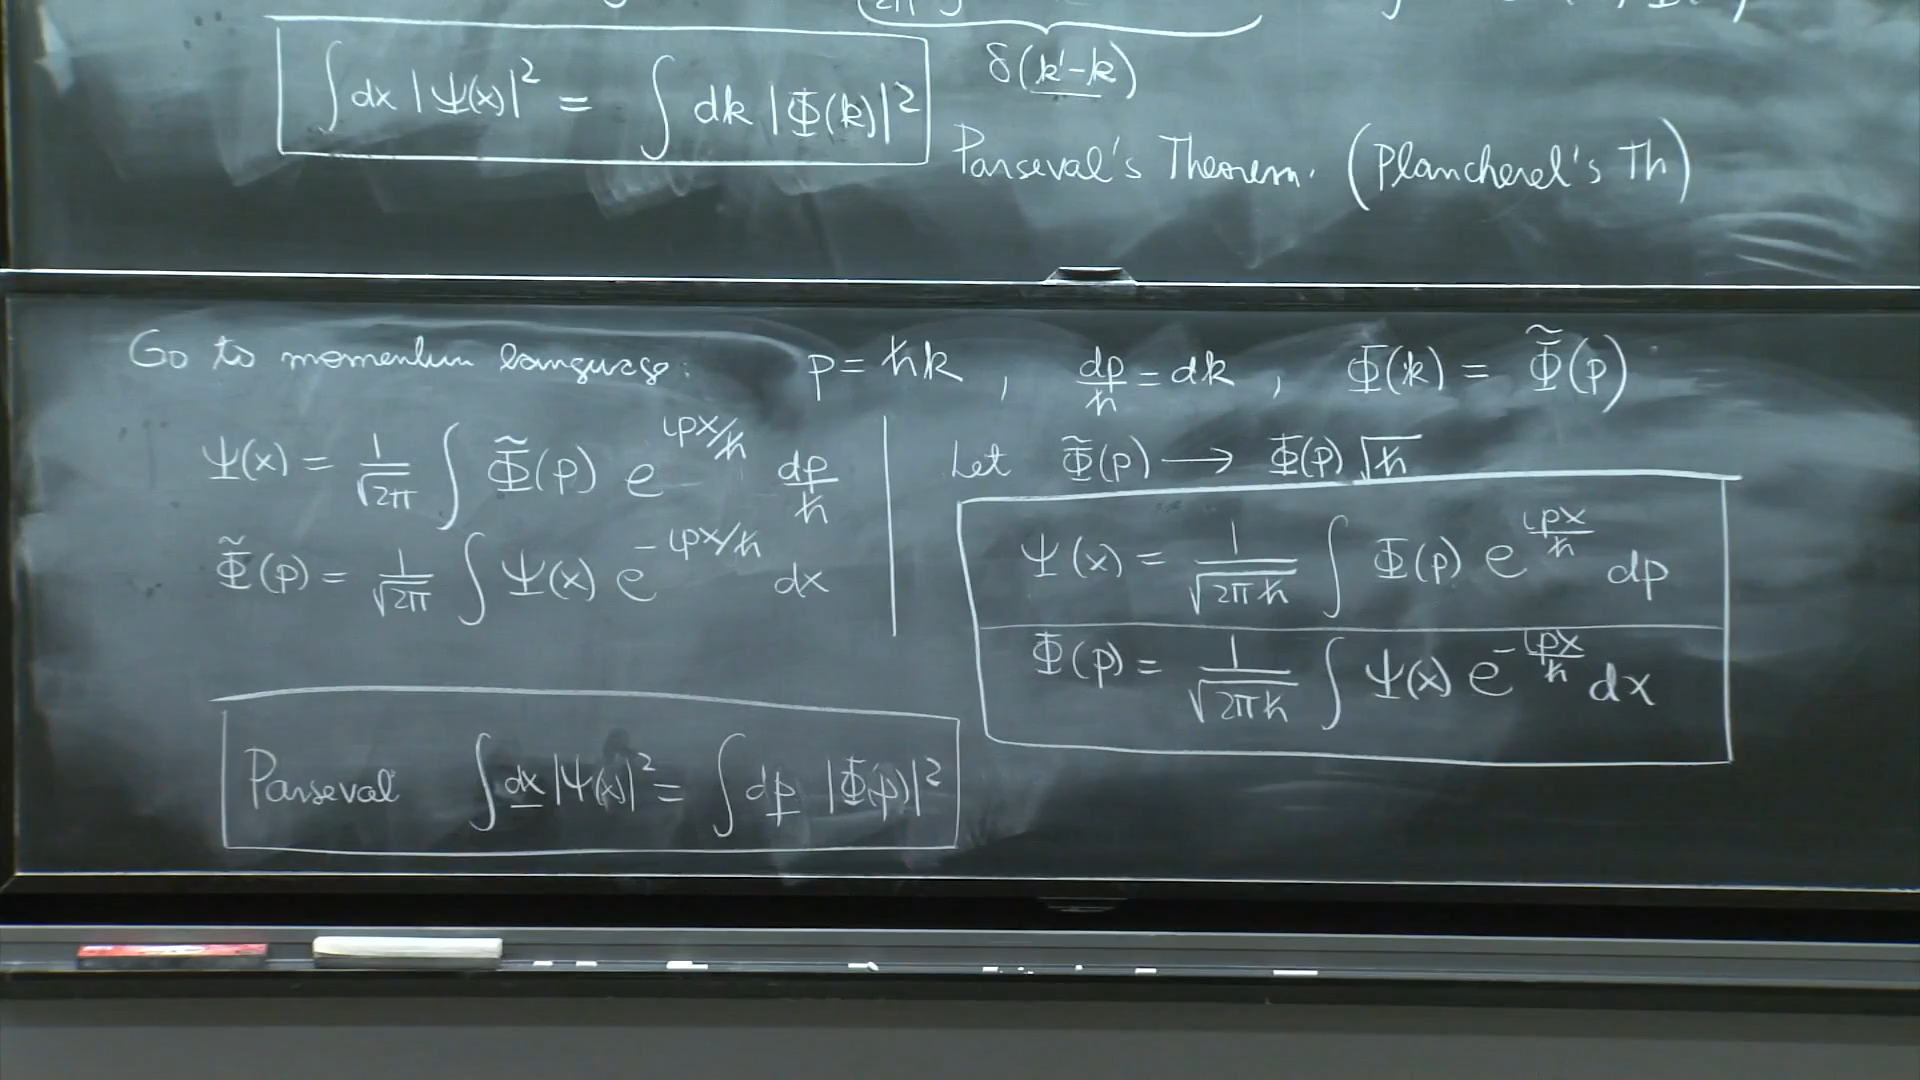 ∫dx |Ψ(x)|² = ∫ dk |Φ(k)|²
δ(k'-k)
Parseval's Theorem. (Plancherel's Th)
Go to momentum language: p = ħk , dp/ħ = dk , Φ(k) = Φ̃(p)
Ψ(x) = 1/√2π ∫ Φ̃(p) e^{ipx/ħ} dp/ħ
Φ̃(p) = 1/√2π ∫ Ψ(x) e^{-ipx/ħ} dx
Let Φ̃(p) → Φ(p) √ħ
Ψ(x) = 1/√2πħ ∫ Φ(p) e^{ipx/ħ} dp
Φ(p) = 1/√2πħ ∫ Ψ(x) e^{-ipx/ħ} dx
Parseval ∫dx |Ψ(x)|² = ∫ dp |Φ(p)|²